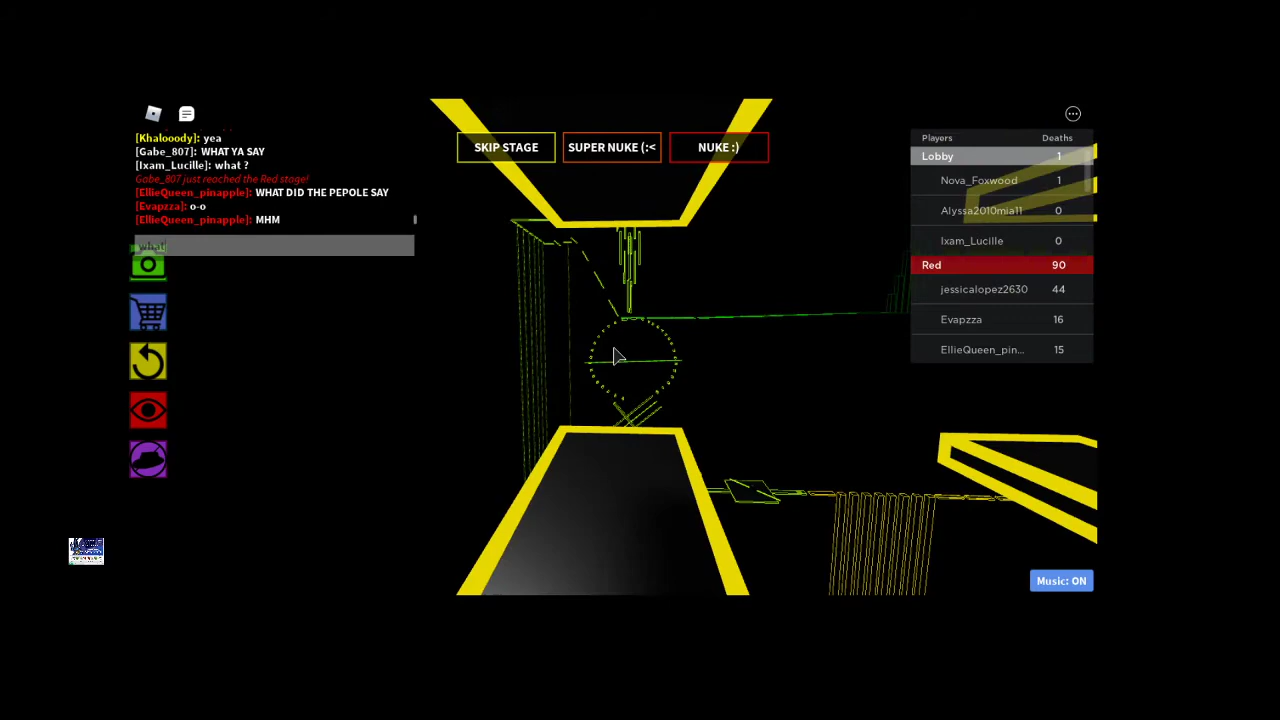 [Khalooody]: yea
[Gabe_807]: WHAT YA SAY
[Ixam_Lucille]: what ?
Gabe_807 just reached the Red stage!
[EllieQueen_pinapple]: WHAT DID THE PEPOLE SAY
[Evapzza]: o-o
[EllieQueen_pinapple]: MHM
what
SKIP STAGE
SUPER NUKE (:<
NUKE :)
Players Deaths
Lobby 1
Nova_Foxwood 1
Alyssa2010mia11 0
Ixam_Lucille 0
Red 90
jessicalopez2630 44
Evapzza 16
EllieQueen_pin... 15
Music: ON